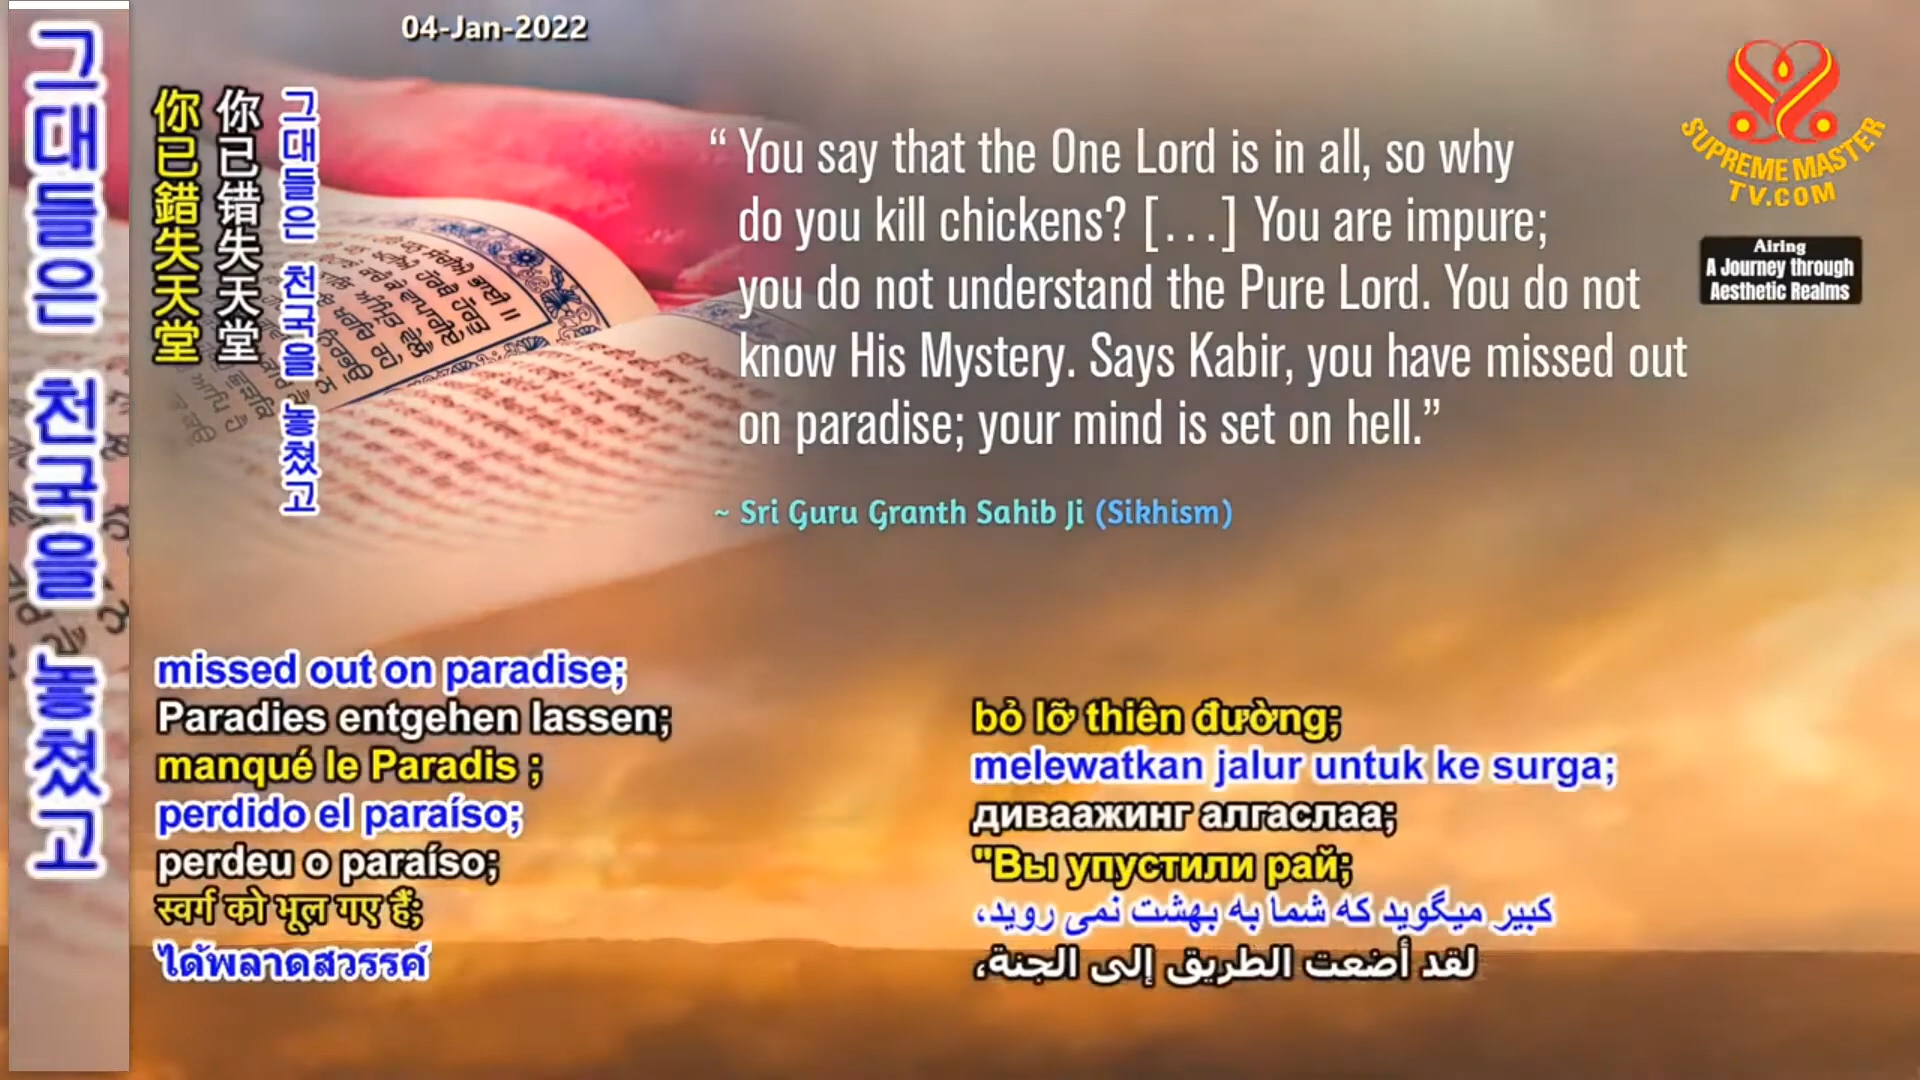 04-Jan-2022
그대들은 천국을 놓쳤고
你已錯失天堂
你已错失天堂
그대들은 천국을 놓쳤고
“ You say that the One Lord is in all, so why
do you kill chickens? [...] You are impure;
you do not understand the Pure Lord. You do not
know His Mystery. Says Kabir, you have missed out
on paradise; your mind is set on hell.”
~ Sri Guru Granth Sahib Ji (Sikhism)
SUPREME MASTER
TV.COM
Airing
A Journey through
Aesthetic Realms
missed out on paradise;
Paradies entgehen lassen;
manqué le Paradis ;
perdido el paraíso;
perdeu o paraíso;
स्वर्ग को भूल गए हैं;
ได้พลาดสวรรค์
bỏ lỡ thiên đường;
melewatkan jalur untuk ke surga;
диваажинг алгаслаа;
"Вы упустили рай;
کبیر میگوید که شما به بهشت نمی روید،
لقد أضعت الطريق إلى الجنة،